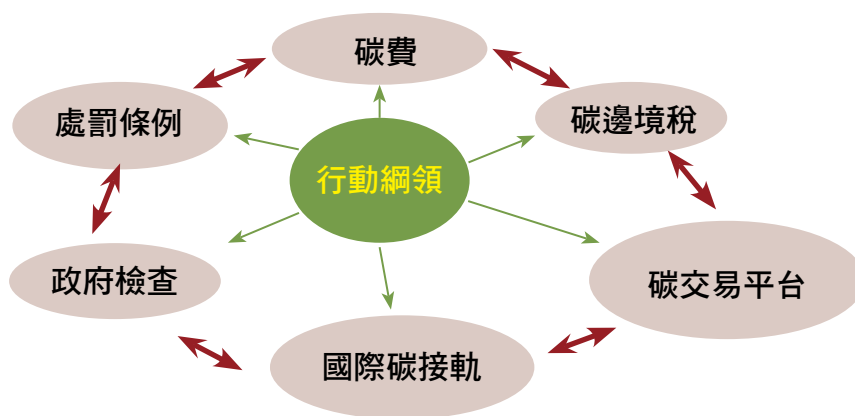 碳費
處罰條例
碳邊境稅
行動綱領
政府檢查
碳交易平台
國際碳接軌